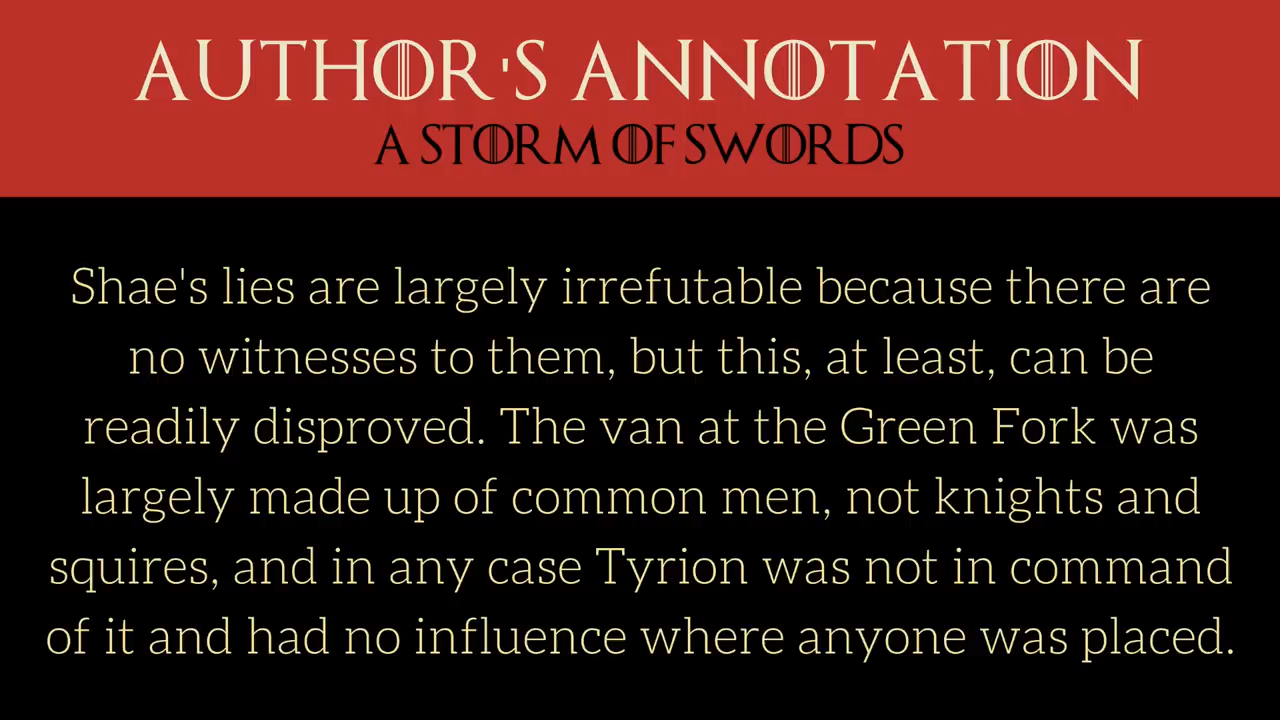 AUTHOR'S ANNOTATION
A STORM OF SWORDS
Shae's lies are largely irrefutable because there are
no witnesses to them, but this, at least, can be
readily disproved. The van at the Green Fork was
largely made up of common men, not knights and
squires, and in any case Tyrion was not in command
of it and had no influence where anyone was placed.